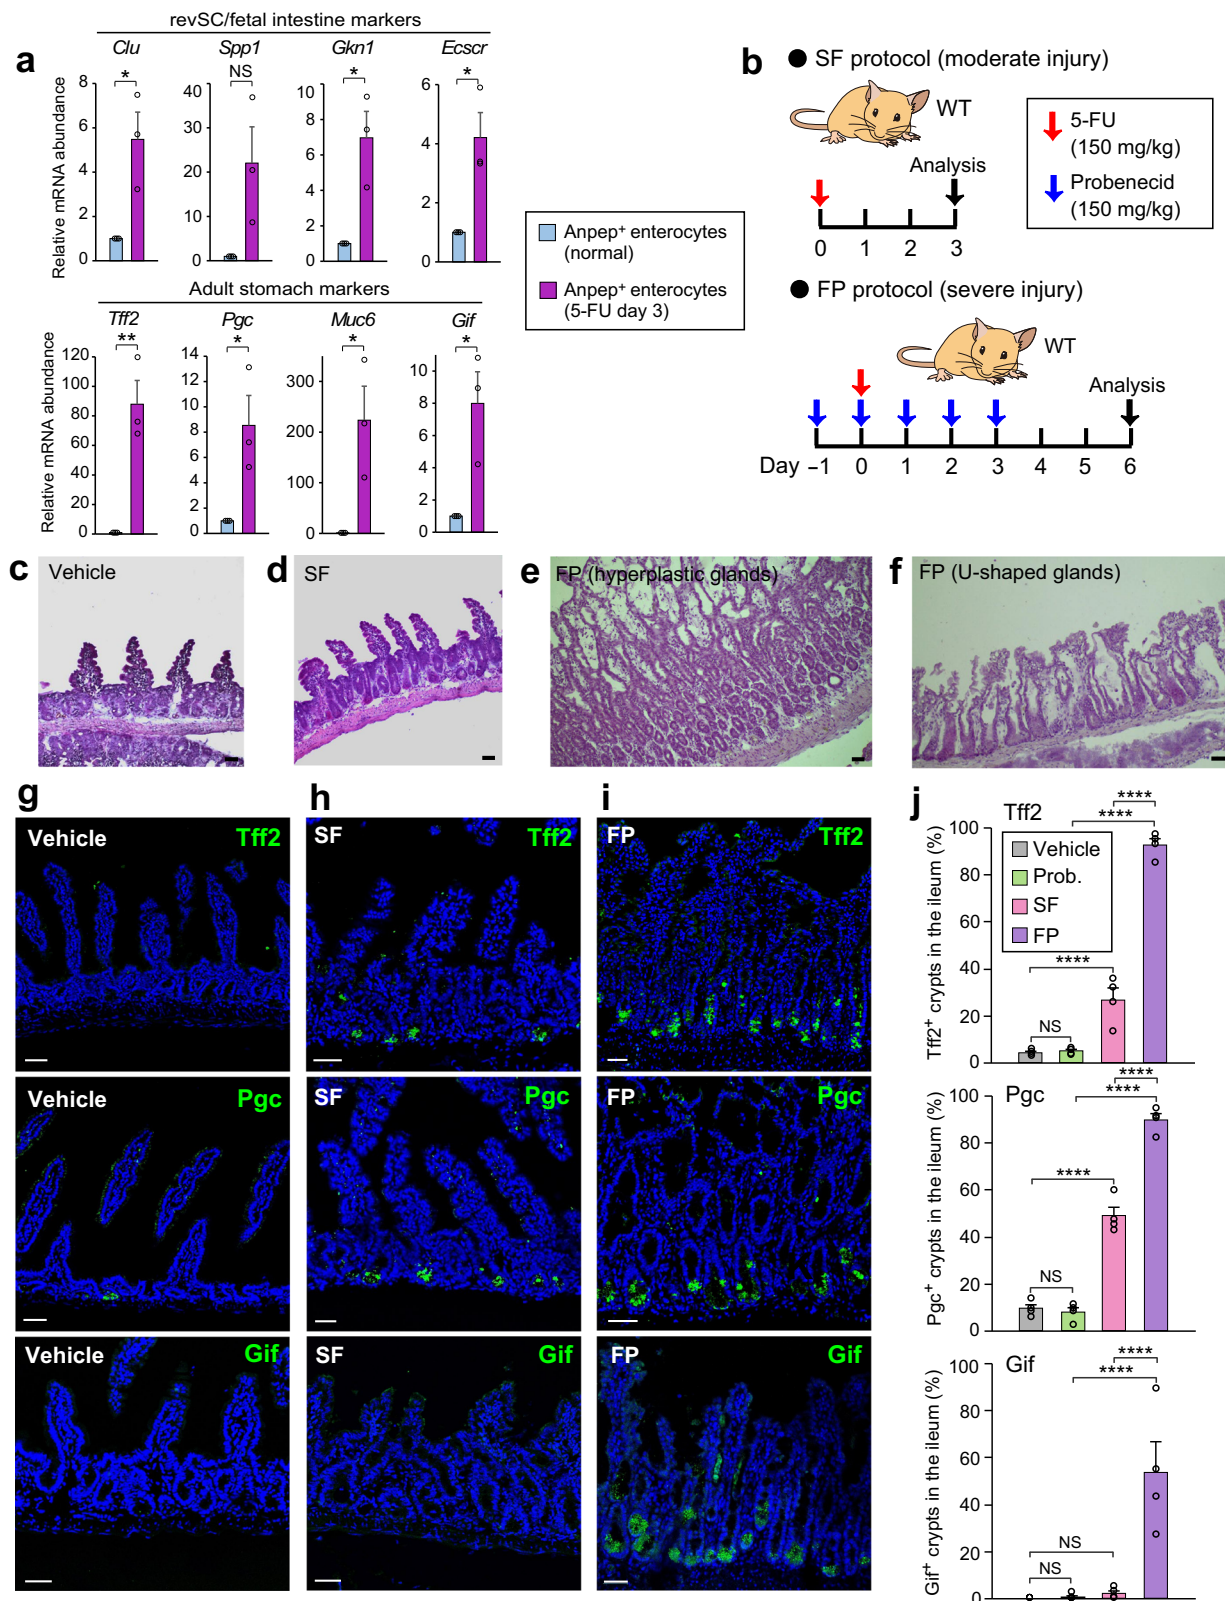 a
revSC/fetal intestine markers
Clu
Spp1
Gkn1
Ecscr
*
NS
*
*
Relative mRNA abundance
8
6
4
2
0
40
30
20
10
0
10
8
6
4
2
0
6
4
2
0
Adult stomach markers
Tff2
Pgc
Muc6
Gif
**
*
*
*
Relative mRNA abundance
120
100
80
60
40
20
0
14
12
10
8
6
4
2
0
300
200
100
0
10
8
6
4
2
0
Anpep+ enterocytes
(normal)
Anpep+ enterocytes
(5-FU day 3)
b
SF protocol (moderate injury)
WT
Analysis
0 1 2 3
5-FU
(150 mg/kg)
Probenecid
(150 mg/kg)
FP protocol (severe injury)
WT
Analysis
Day –1 0 1 2 3 4 5 6
c
Vehicle
d
SF
e
FP (hyperplastic glands)
f
FP (U-shaped glands)
g
Vehicle Tff2
h
SF Tff2
i
FP Tff2
Vehicle Pgc
SF Pgc
FP Pgc
Vehicle Gif
SF Gif
FP Gif
j
Tff2
****
****
Vehicle
Prob.
SF
FP
****
NS
Tff2+ crypts in the ileum (%)
100
80
60
40
20
0
Pgc
****
****
****
NS
Pgc+ crypts in the ileum (%)
100
80
60
40
20
0
Gif
****
****
NS
NS
Gif+ crypts in the ileum (%)
100
80
60
40
20
0